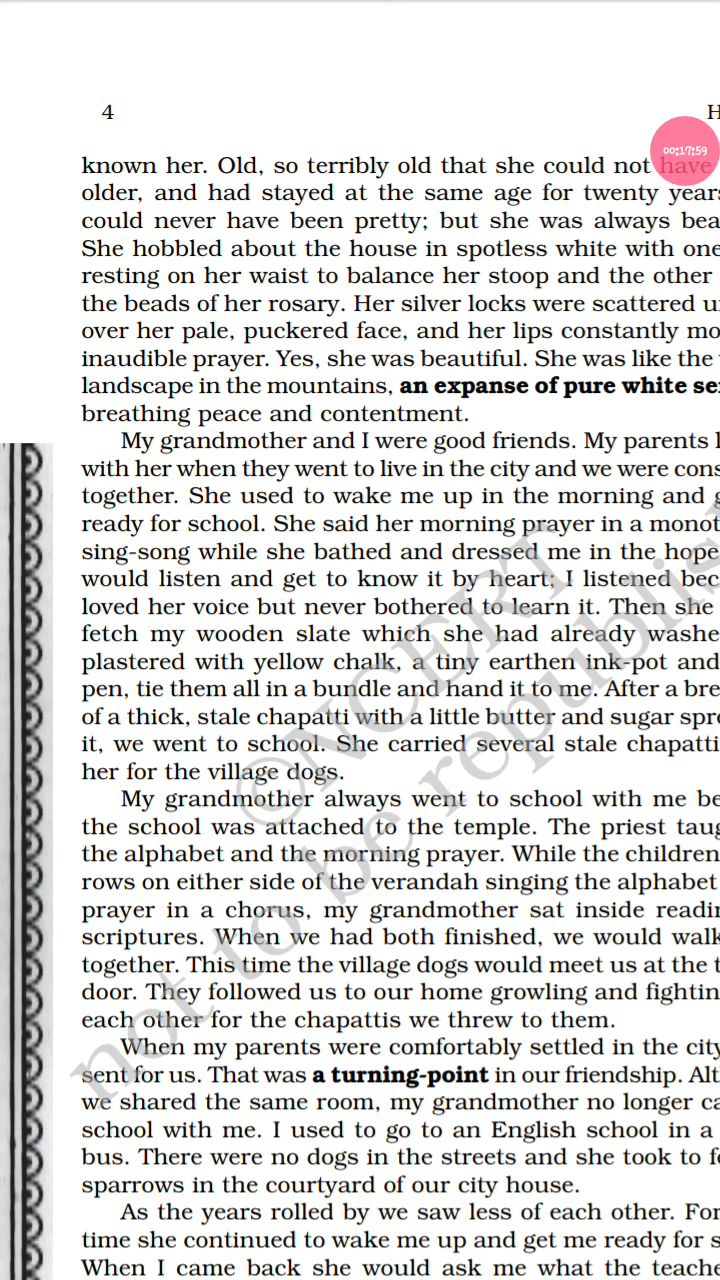 4 H
00:17:59
known her. Old, so terribly old that she could not have
older, and had stayed at the same age for twenty years
could never have been pretty; but she was always bea
She hobbled about the house in spotless white with one
resting on her waist to balance her stoop and the other
the beads of her rosary. Her silver locks were scattered u
over her pale, puckered face, and her lips constantly mo
inaudible prayer. Yes, she was beautiful. She was like the
landscape in the mountains, an expanse of pure white se
breathing peace and contentment.
My grandmother and I were good friends. My parents l
with her when they went to live in the city and we were cons
together. She used to wake me up in the morning and g
ready for school. She said her morning prayer in a monot
sing-song while she bathed and dressed me in the hope
would listen and get to know it by heart; I listened bec
loved her voice but never bothered to learn it. Then she
fetch my wooden slate which she had already washe
plastered with yellow chalk, a tiny earthen ink-pot and
pen, tie them all in a bundle and hand it to me. After a bre
of a thick, stale chapatti with a little butter and sugar spre
it, we went to school. She carried several stale chapatti
her for the village dogs.
My grandmother always went to school with me be
the school was attached to the temple. The priest taug
the alphabet and the morning prayer. While the children
rows on either side of the verandah singing the alphabet
prayer in a chorus, my grandmother sat inside readin
scriptures. When we had both finished, we would walk
together. This time the village dogs would meet us at the t
door. They followed us to our home growling and fightin
each other for the chapattis we threw to them.
When my parents were comfortably settled in the city
sent for us. That was a turning-point in our friendship. Alt
we shared the same room, my grandmother no longer ca
school with me. I used to go to an English school in a
bus. There were no dogs in the streets and she took to fe
sparrows in the courtyard of our city house.
As the years rolled by we saw less of each other. For
time she continued to wake me up and get me ready for s
When I came back she would ask me what the teache
©NCERT
not to be republis